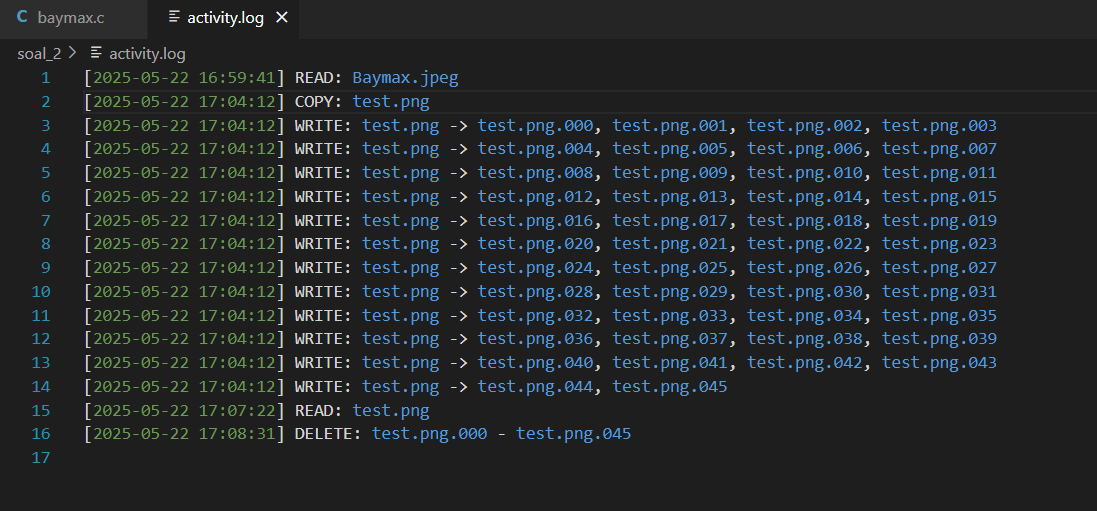 C baymax.c activity.log ×
soal_2 > activity.log
1 [2025-05-22 16:59:41] READ: Baymax.jpeg
2 [2025-05-22 17:04:12] COPY: test.png
3 [2025-05-22 17:04:12] WRITE: test.png -> test.png.000, test.png.001, test.png.002, test.png.003
4 [2025-05-22 17:04:12] WRITE: test.png -> test.png.004, test.png.005, test.png.006, test.png.007
5 [2025-05-22 17:04:12] WRITE: test.png -> test.png.008, test.png.009, test.png.010, test.png.011
6 [2025-05-22 17:04:12] WRITE: test.png -> test.png.012, test.png.013, test.png.014, test.png.015
7 [2025-05-22 17:04:12] WRITE: test.png -> test.png.016, test.png.017, test.png.018, test.png.019
8 [2025-05-22 17:04:12] WRITE: test.png -> test.png.020, test.png.021, test.png.022, test.png.023
9 [2025-05-22 17:04:12] WRITE: test.png -> test.png.024, test.png.025, test.png.026, test.png.027
10 [2025-05-22 17:04:12] WRITE: test.png -> test.png.028, test.png.029, test.png.030, test.png.031
11 [2025-05-22 17:04:12] WRITE: test.png -> test.png.032, test.png.033, test.png.034, test.png.035
12 [2025-05-22 17:04:12] WRITE: test.png -> test.png.036, test.png.037, test.png.038, test.png.039
13 [2025-05-22 17:04:12] WRITE: test.png -> test.png.040, test.png.041, test.png.042, test.png.043
14 [2025-05-22 17:04:12] WRITE: test.png -> test.png.044, test.png.045
15 [2025-05-22 17:07:22] READ: test.png
16 [2025-05-22 17:08:31] DELETE: test.png.000 - test.png.045
17